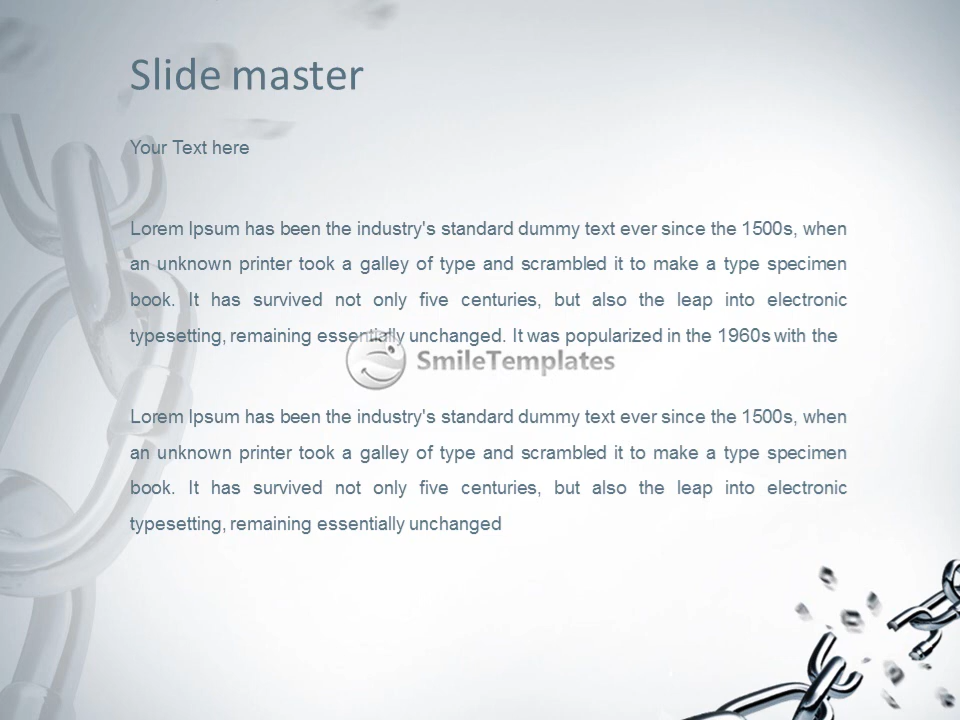 Slide master
Your Text here
Lorem Ipsum has been the industry's standard dummy text ever since the 1500s, when
an unknown printer took a galley of type and scrambled it to make a type specimen
book. It has survived not only five centuries, but also the leap into electronic
typesetting, remaining essentially unchanged. It was popularized in the 1960s with the
SmileTemplates
Lorem Ipsum has been the industry's standard dummy text ever since the 1500s, when
an unknown printer took a galley of type and scrambled it to make a type specimen
book. It has survived not only five centuries, but also the leap into electronic
typesetting, remaining essentially unchanged